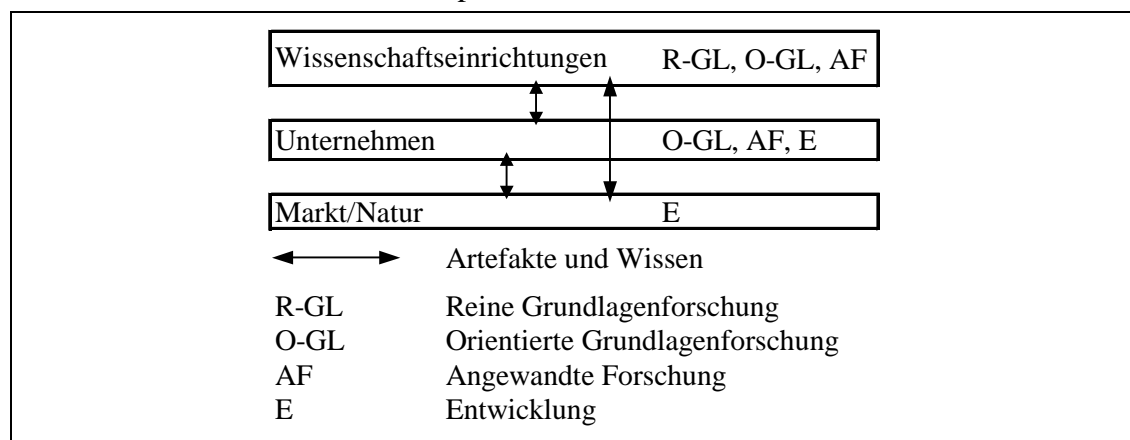 Wissenschaftseinrichtungen R-GL, O-GL, AF
Unternehmen O-GL, AF, E
Markt/Natur E
Artefakte und Wissen
R-GL Reine Grundlagenforschung
O-GL Orientierte Grundlagenforschung
AF Angewandte Forschung
E Entwicklung